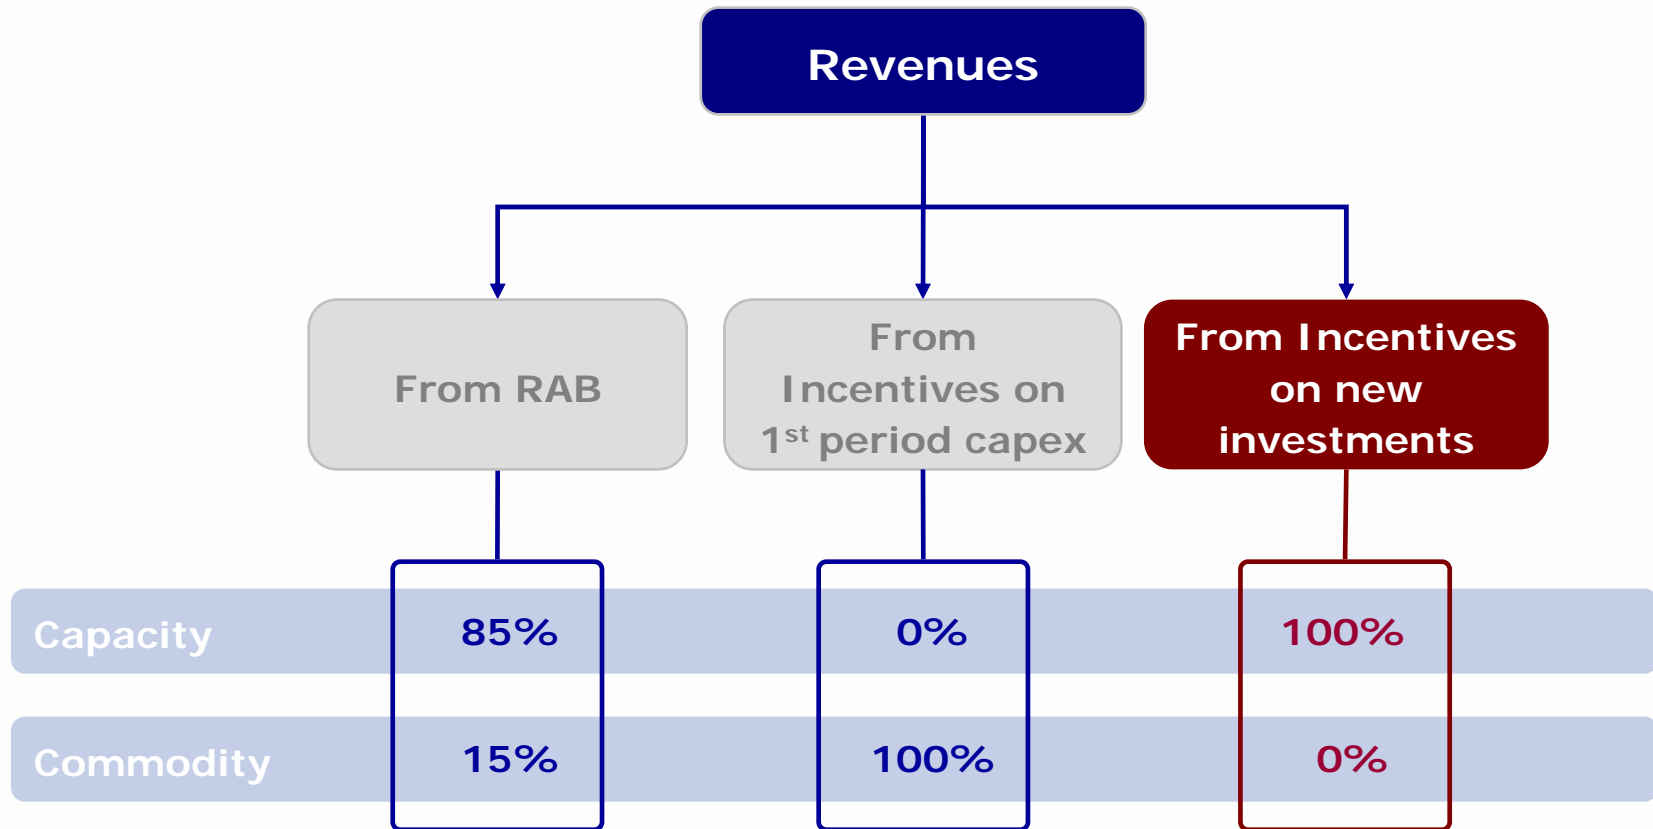 Revenues
From RAB
From
Incentives on
1st period capex
From Incentives
on new
investments
Capacity 85% 0% 100%
Commodity 15% 100% 0%